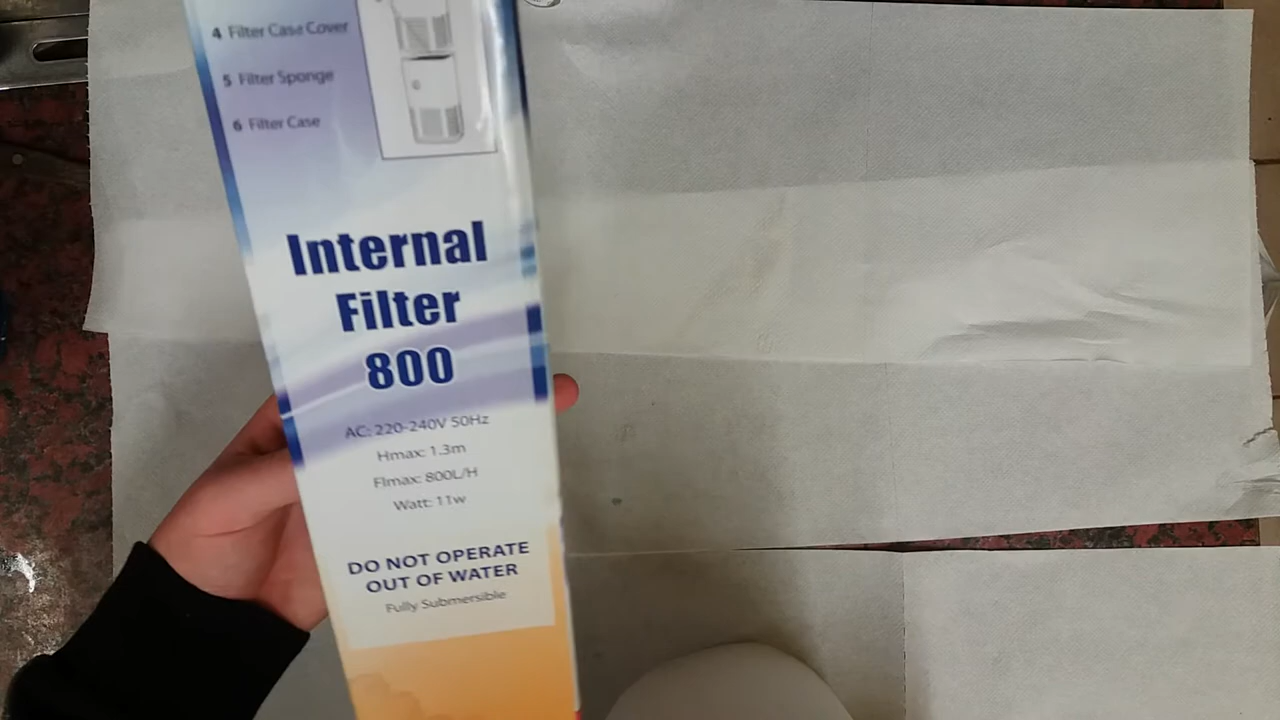 4 Filter Case Cover
5 Filter Sponge
6 Filter Case
Internal
Filter
800
AC: 220-240V 50Hz
Hmax: 1.3m
Flmax: 800L/H
Watt: 11w
DO NOT OPERATE
OUT OF WATER
Fully Submersible